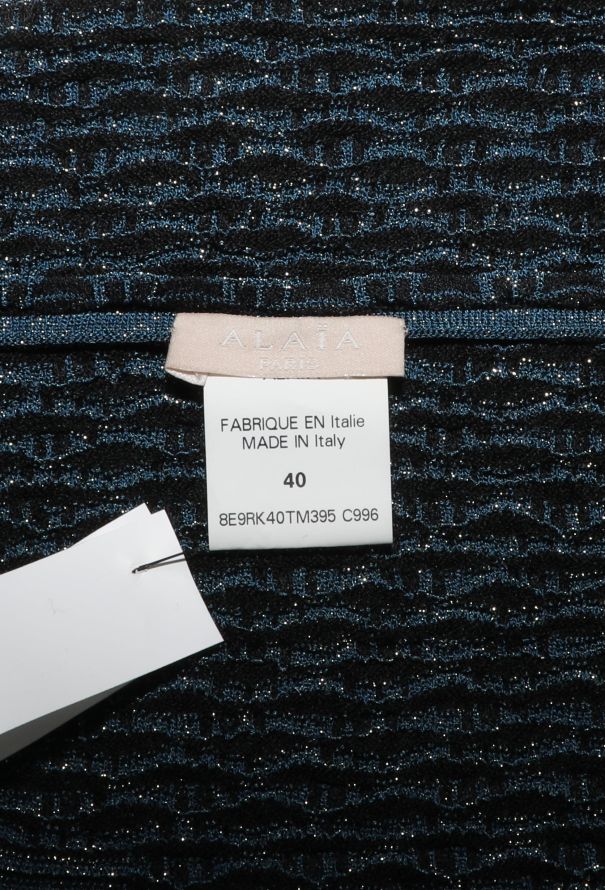 ALAÏA
PARIS
FABRIQUE EN Italie
MADE IN Italy
40
8E9RK40TM395 C996